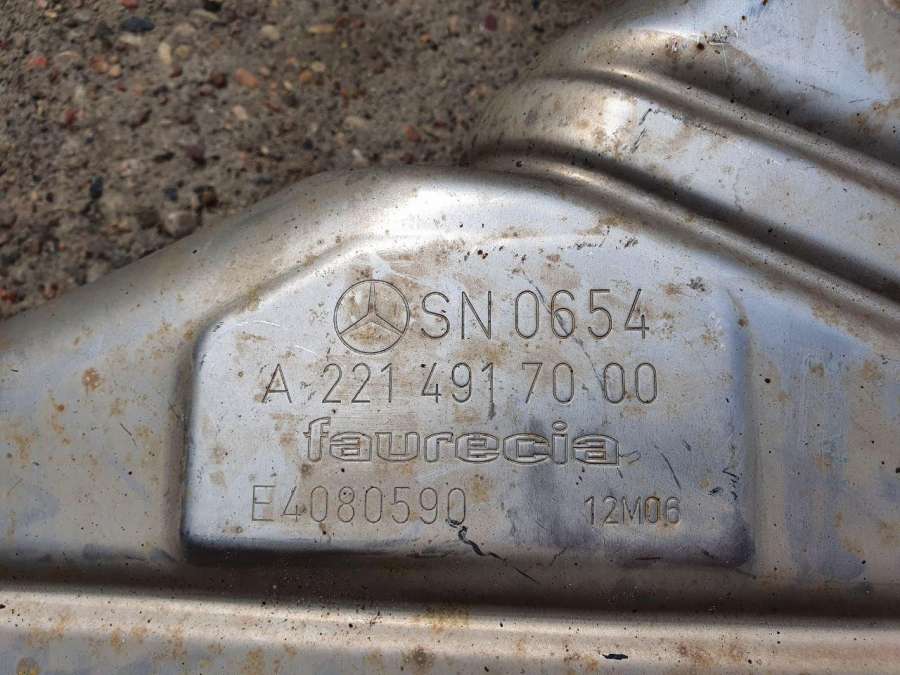 SN 0654
A 221 491 70 00
faurecia
E4080590 12M06